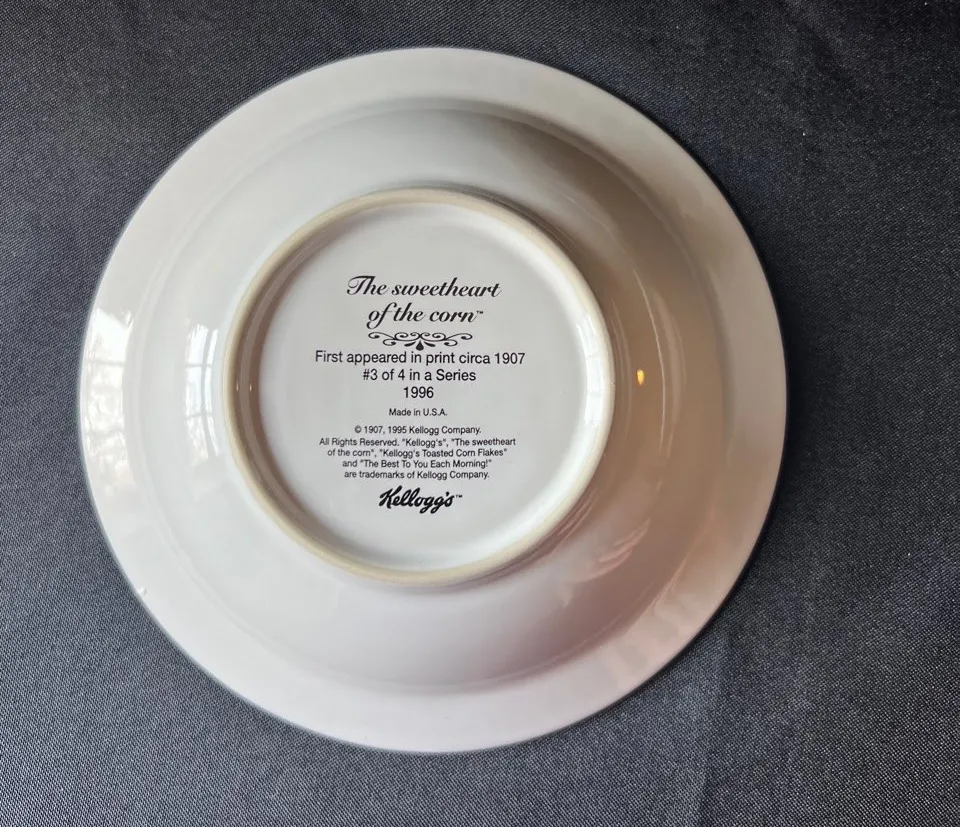 The sweetheart
of the corn™
First appeared in print circa 1907
#3 of 4 in a Series
1996
Made in U.S.A.
© 1907, 1995 Kellogg Company.
All Rights Reserved. "Kellogg's", "The sweetheart
of the corn", "Kellogg's Toasted Corn Flakes"
and "The Best To You Each Morning!"
are trademarks of Kellogg Company.
Kellogg's™